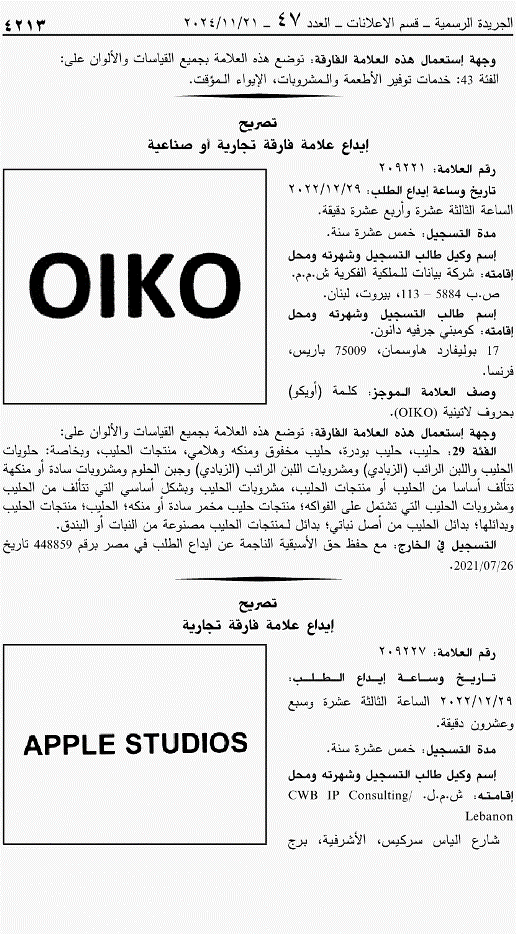 الجريدة الرسمية ــ قسم الاعلانات ــ العدد ٤٧ ــ ٢٠٢٤/١١/٢١
٤٢١٣
وجهة إستعمال هذه العلامة الفارقة: توضع هذه العلامة بجميع القياسات والألوان على:
الفئة 43: خدمات توفير الأطعمة والمشروبات، الإيواء المؤقت.
تصريح
إيداع علامة فارقة تجارية أو صناعية
رقم العلامة: ٢٠٩٢٢١
تاريخ وساعة إيداع الطلب: ٢٠٢٢/١٢/٢٩
الساعة الثالثة عشرة وأربع عشرة دقيقة.
مدة التسجيل: خمس عشرة سنة.
إسم وكيل طالب التسجيل وشهرته ومحل
إقامته: شركة بيانات للملكية الفكرية ش.م.م.
ص.ب 5884 – 113، بيروت، لبنان.
إسم طالب التسجيل وشهرته ومحل
إقامته: كومبني جرفيه دانون.
17 بوليفارد هاوسمان، 75009 باريس،
فرنسا.
وصف العلامة الموجز: كلمة (أويكو)
بحروف لاتينية (OIKO).
OIKO
وجهة إستعمال هذه العلامة الفارقة: توضع هذه العلامة بجميع القياسات والألوان على:
الفئة 29: حليب، حليب بودرة، حليب مخفوق ومنكه وهلامي، منتجات الحليب، وبخاصة: حلويات
الحليب واللبن الرائب (الزبادي) ومشروبات اللبن الرائب (الزبادي) وجبن الحلوم ومشروبات سادة أو منكهة
تتألف أساسا من الحليب أو منتجات الحليب، مشروبات الحليب وبشكل أساسي التي تتألف من الحليب
ومشروبات الحليب التي تشتمل على الفواكه؛ منتجات حليب مخمر سادة أو منكه؛ الحليب؛ منتجات الحليب
وبدائلها؛ بدائل الحليب من أصل نباتي؛ بدائل لـمنتجات الحليب مصنوعة من النبات أو البندق.
التسجيل في الخارج: مع حفظ حق الأسبقية الناجمة عن ايداع الطلب في مصر برقم 448859 تاريخ
2021/07/26.
تصريح
إيداع علامة فارقة تجارية
رقم العلامة: ٢٠٩٢٢٧
تـاريـخ وسـاعـة إيـداع الـطـلـب:
٢٠٢٢/١٢/٢٩ الساعة الثالثة عشرة وسبع
وعشرون دقيقة.
مدة التسجيل: خمس عشرة سنة.
إسم وكيل طالب التسجيل وشهرته ومحل
إقامته: ش.م.ل. CWB IP Consulting/
Lebanon
شارع الياس سركيس، الأشرفية، برج
APPLE STUDIOS